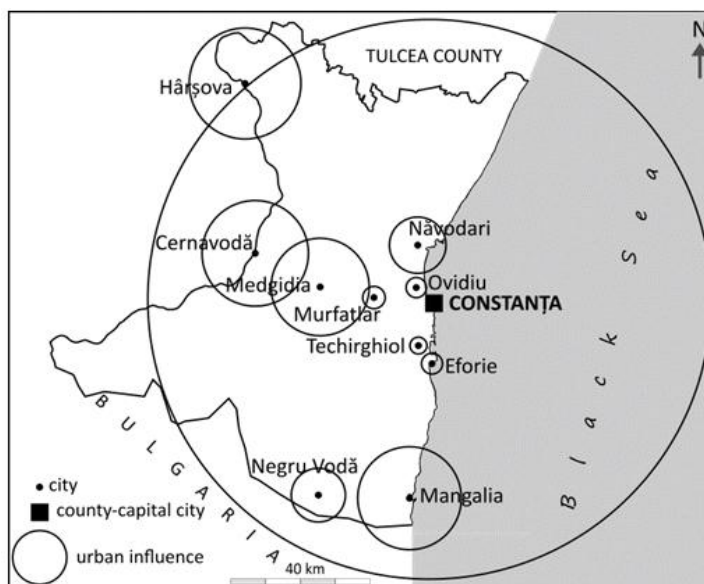 N
TULCEA COUNTY
Hârșova
Năvodari
Cernavodă
Medgidia
Ovidiu
Murfatlar
CONSTANȚA
Techirghiol
Eforie
Black Sea
BULGARIA
Negru Vodă
Mangalia
city
county-capital city
urban influence
40 km